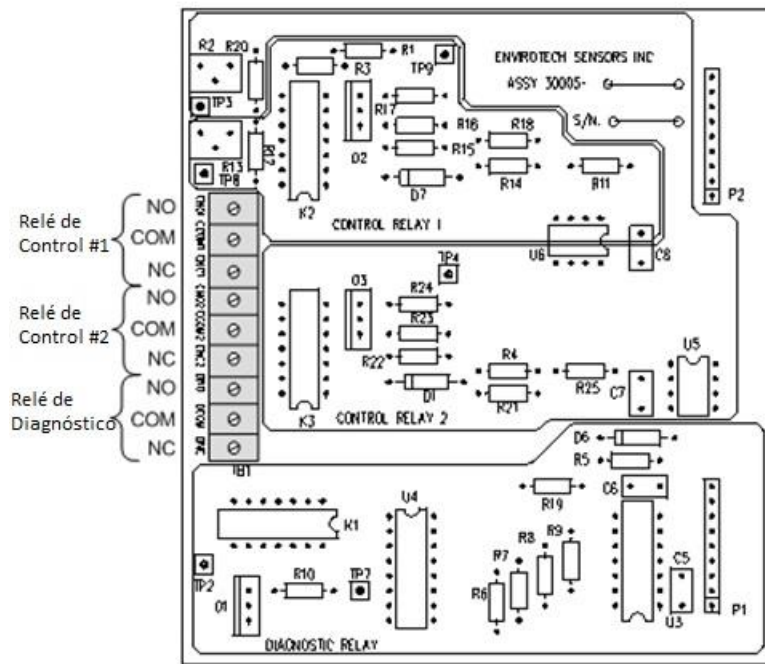 R2
R20
R1
R3
TP9
ENVIROTECH SENSORS INC
ASSY 30005-
S/N.
TP3
R17
R16
R15
R18
R13
R12
TP8
Q2
D7
R14
R11
P2
K2
CONTROL RELAY 1
U6
C8
Relé de
Control #1
NO
COM
NC
Relé de
Control #2
NO
COM
NC
Relé de
Diagnóstico
NO
COM
NC
TB1
TP4
Q3
R24
R23
R22
D1
R4
R21
R25
C7
U5
K3
CONTROL RELAY 2
D6
R5
C6
R19
K1
U4
TP2
Q1
R10
TP7
R6
R7
R8
R9
C5
U3
P1
DIAGNOSTIC RELAY